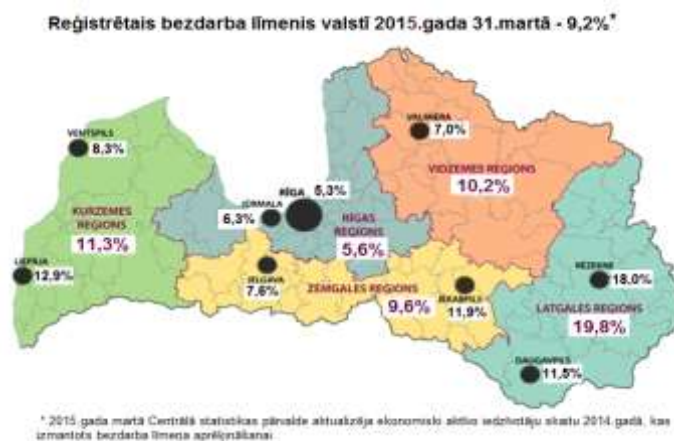 Reģistrētais bezdarba līmenis valstī 2015.gada 31.martā - 9,2%*
VALMIERA
7,0%
VENTSPILS
8,3%
VIDZEMES REGIONS
10,2%
RĪGA
5,3%
JŪRMALA
6,3%
KURZEMES
REGIONS
11,3%
RĪGAS
REGIONS
5,6%
LIEPĀJA
12,9%
JELGAVA
7,6%
ZEMGALES REGIONS
9,6%
JĒKABPILS
11,9%
RĒZEKNE
18,0%
LATGALES REGIONS
19,8%
DAUGAVPILS
11,5%
* 2015.gada martā Centrālā statistikas pārvalde aktualizēja ekonomiski aktīvo iedzīvotāju skaitu 2014.gadā, kas
izmantots bezdarba līmeņa aprēķināšanai